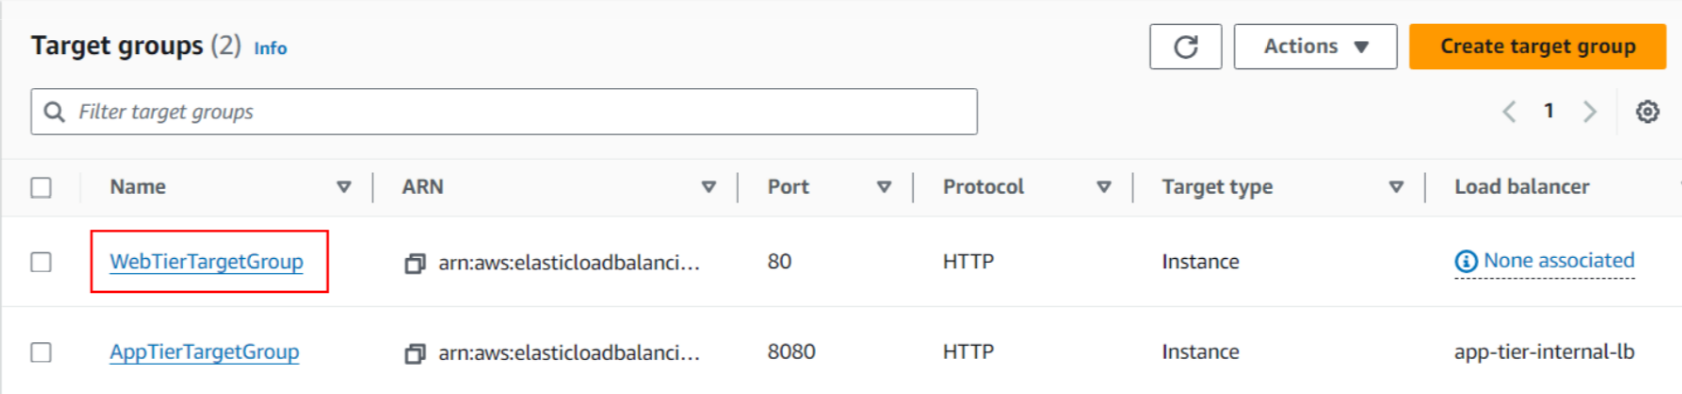 Target groups (2) Info
Actions
Create target group
Filter target groups
1
Name ARN Port Protocol Target type Load balancer
WebTierTargetGroup arn:aws:elasticloadbalanci... 80 HTTP Instance None associated
AppTierTargetGroup arn:aws:elasticloadbalanci... 8080 HTTP Instance app-tier-internal-lb